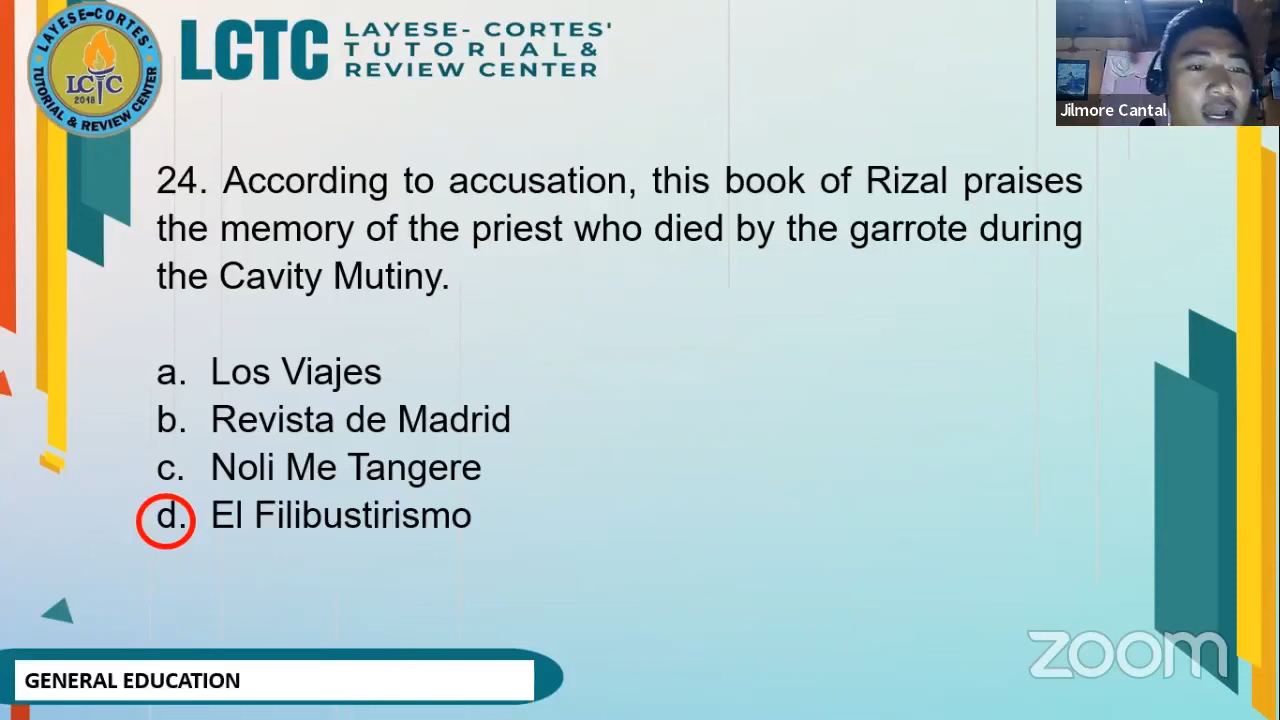 LAYESE-CORTES'
LCTC
2018
TUTORIAL & REVIEW CENTER
LCTC
LAYESE- CORTES'
TUTORIAL &
REVIEW CENTER
Jilmore Cantal
24. According to accusation, this book of Rizal praises
the memory of the priest who died by the garrote during
the Cavity Mutiny.
a. Los Viajes
b. Revista de Madrid
c. Noli Me Tangere
d. El Filibustirismo
zoom
GENERAL EDUCATION